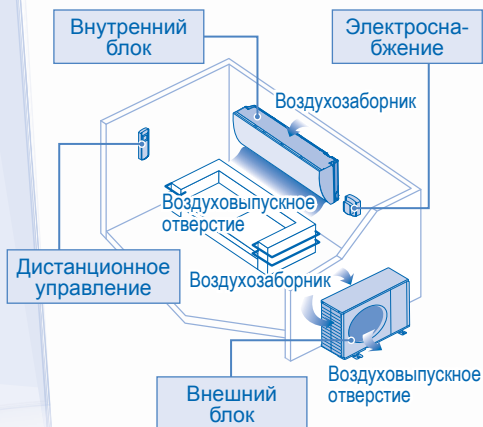 Внутренний
блок
Электросна-
бжение
Воздухозаборник
Воздуховыпускное
отверстие
Дистанционное
управление
Воздухозаборник
Воздуховыпускное
отверстие
Внешний
блок